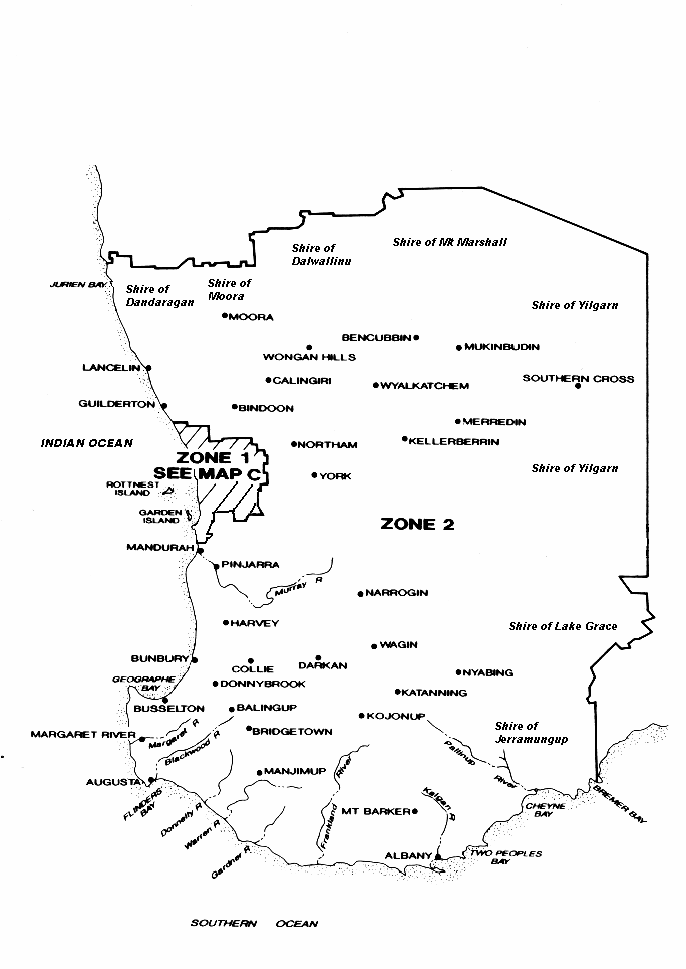 Shire of
Dalwallinu
Shire of Mt Marshall
JURIEN BAY
Shire of
Dandaragan
Shire of
Moora
Shire of Yilgarn
MOORA
BENCUBBIN
MUKINBUDIN
WONGAN HILLS
LANCELIN
CALINGIRI
WYALKATCHEM
SOUTHERN CROSS
GUILDERTON
BINDOON
MERREDIN
INDIAN OCEAN
NORTHAM
KELLERBERRIN
ZONE 1
SEE MAP C
YORK
Shire of Yilgarn
ROTTNEST
ISLAND
GARDEN
ISLAND
ZONE 2
MANDURAH
PINJARRA
Murray R
NARROGIN
HARVEY
Shire of Lake Grace
WAGIN
BUNBURY
COLLIE
DARKAN
NYABING
GEOGRAPHE
BAY
DONNYBROOK
KATANNING
BUSSELTON
BALINGUP
KOJONUP
MARGARET RIVER
Margaret R
BRIDGETOWN
Shire of
Jerramungup
Blackwood R
Pallinup
River
AUGUSTA
MANJIMUP
FLINDERS
BAY
Donnelly R
Warren R
Gardner R
Frankland River
MT BARKER
Kalgan R
CHEYNE
BAY
BREMER BAY
ALBANY
TWO PEOPLES
BAY
SOUTHERN OCEAN